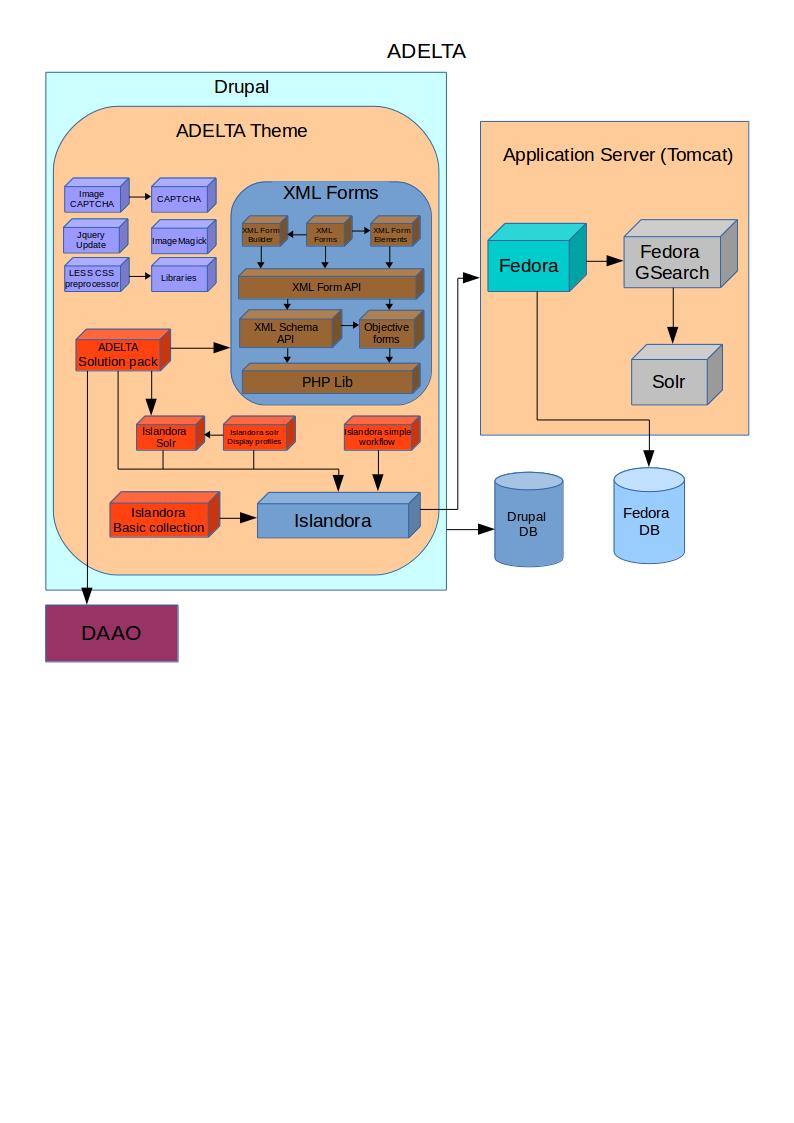 ADELTA
Drupal
ADELTA Theme
Image
CAPTCHA
CAPTCHA
Jquery
Update
ImageMagick
LESS CSS
preprocessor
Libraries
XML Forms
XML Form
Builder
XML
Forms
XML Form
Elements
XML Form API
XML Schema
API
Objective
forms
PHP Lib
ADELTA
Solution pack
Islandora
Solr
Islandora solr
Display profiles
Islandora simple
workflow
Islandora
Basic collection
Islandora
DAAO
Application Server (Tomcat)
Fedora
Fedora
GSearch
Solr
Drupal
DB
Fedora
DB